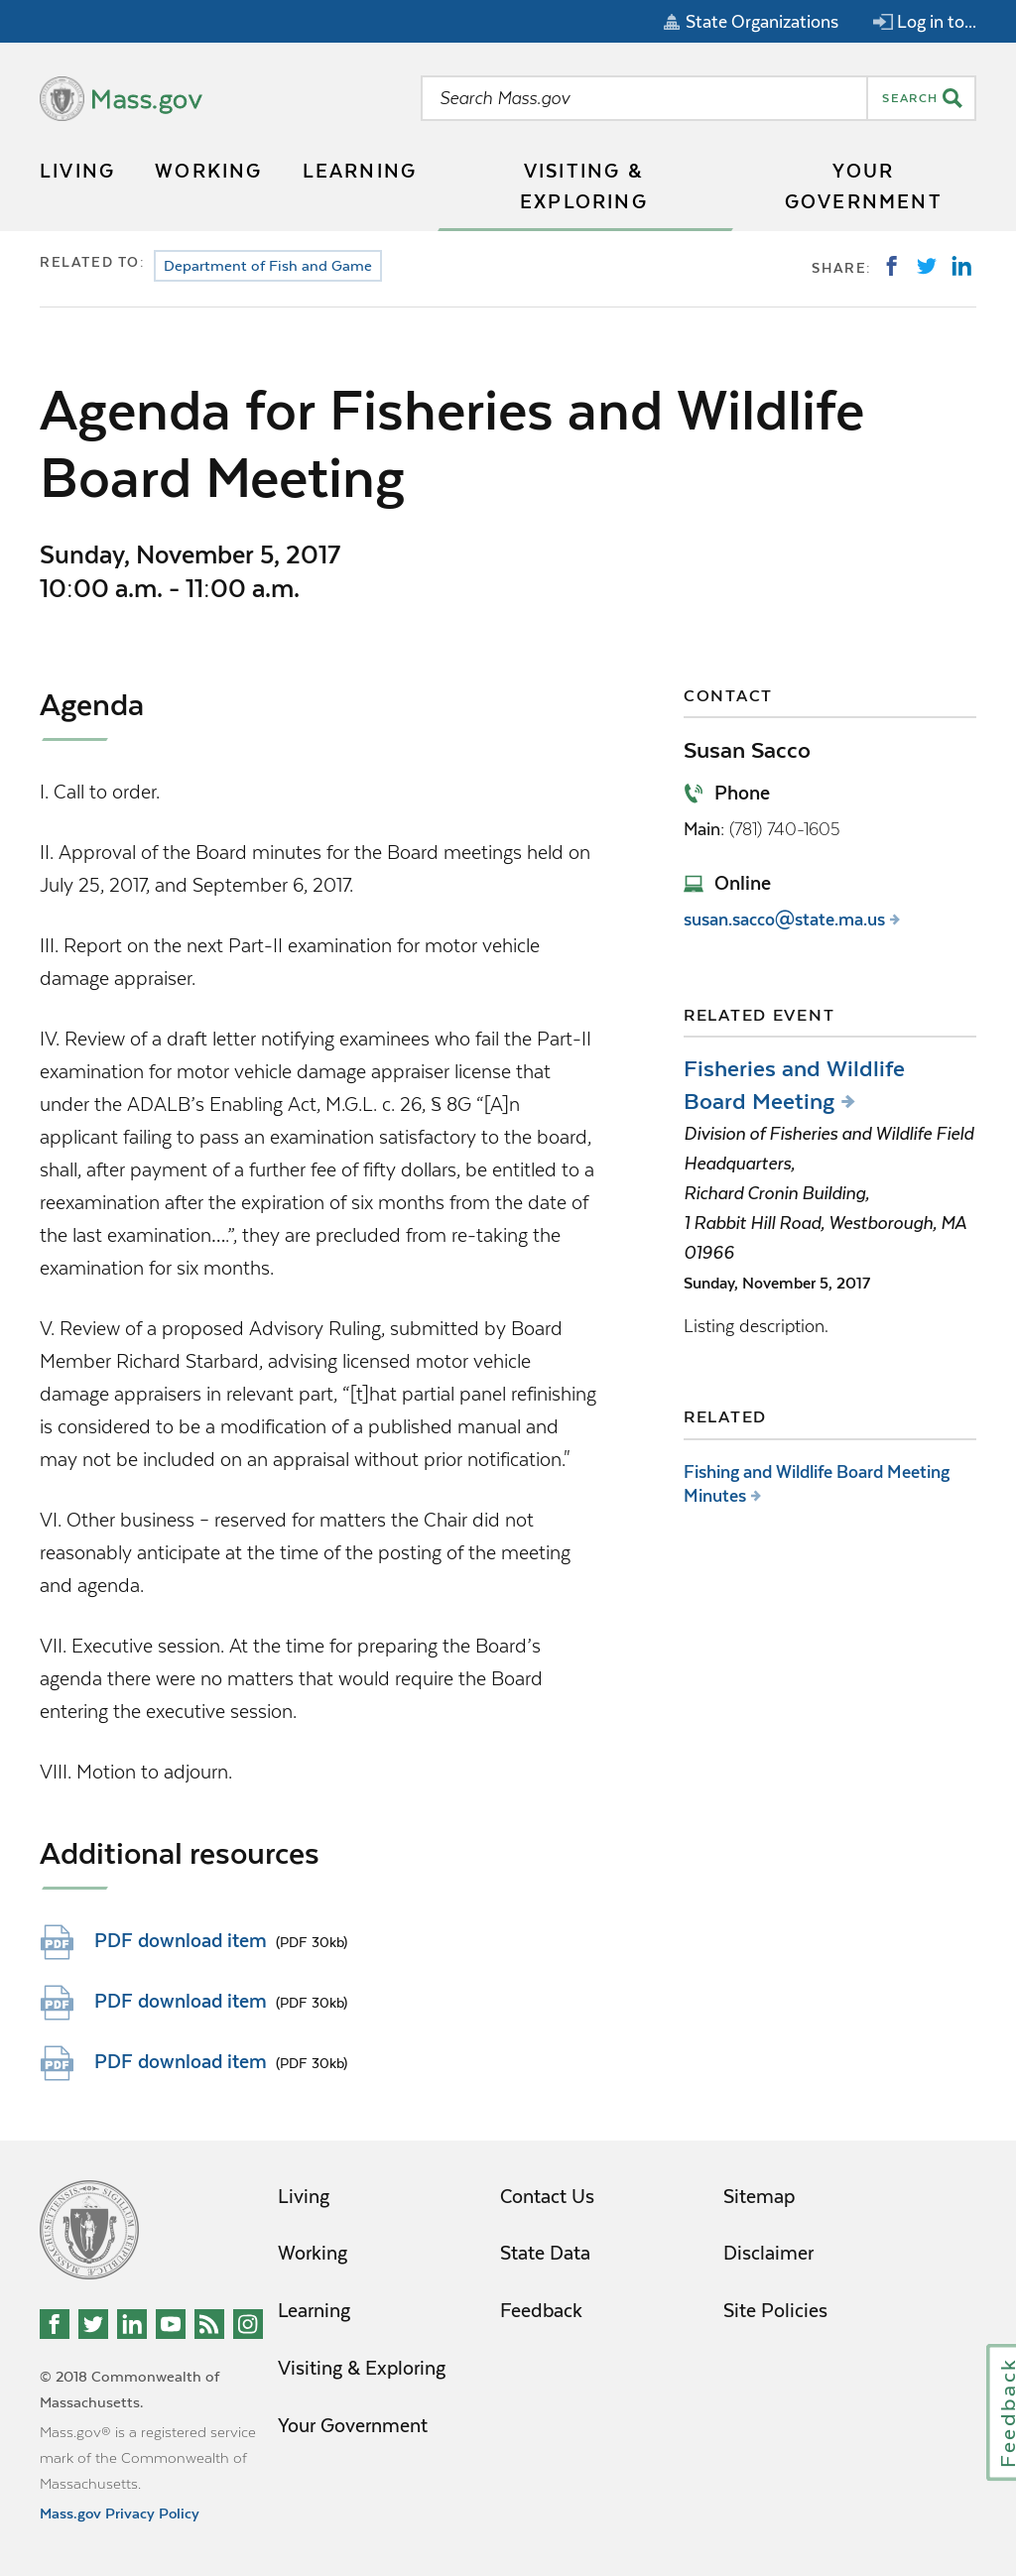 State Organizations
Log in to...
Mass.gov
Search Mass.gov
SEARCH
LIVING
WORKING
LEARNING
VISITING &
EXPLORING
YOUR
GOVERNMENT
RELATED TO:
Department of Fish and Game
SHARE:
Agenda for Fisheries and Wildlife
Board Meeting
Sunday, November 5, 2017
10:00 a.m. - 11:00 a.m.
Agenda
I. Call to order.
II. Approval of the Board minutes for the Board meetings held on
July 25, 2017, and September 6, 2017.
III. Report on the next Part-II examination for motor vehicle
damage appraiser.
IV. Review of a draft letter notifying examinees who fail the Part-II
examination for motor vehicle damage appraiser license that
under the ADALB’s Enabling Act, M.G.L. c. 26, § 8G “[A]n
applicant failing to pass an examination satisfactory to the board,
shall, after payment of a further fee of fifty dollars, be entitled to a
reexamination after the expiration of six months from the date of
the last examination….”, they are precluded from re-taking the
examination for six months.
V. Review of a proposed Advisory Ruling, submitted by Board
Member Richard Starbard, advising licensed motor vehicle
damage appraisers in relevant part, “[t]hat partial panel refinishing
is considered to be a modification of a published manual and
may not be included on an appraisal without prior notification."
VI. Other business – reserved for matters the Chair did not
reasonably anticipate at the time of the posting of the meeting
and agenda.
VII. Executive session. At the time for preparing the Board’s
agenda there were no matters that would require the Board
entering the executive session.
VIII. Motion to adjourn.
Additional resources
PDF
PDF download item (PDF 30kb)
PDF
PDF download item (PDF 30kb)
PDF
PDF download item (PDF 30kb)
CONTACT
Susan Sacco
Phone
Main: (781) 740-1605
Online
susan.sacco@state.ma.us
RELATED EVENT
Fisheries and Wildlife
Board Meeting
Division of Fisheries and Wildlife Field
Headquarters,
Richard Cronin Building,
1 Rabbit Hill Road, Westborough, MA
01966
Sunday, November 5, 2017
Listing description.
RELATED
Fishing and Wildlife Board Meeting
Minutes
Living
Working
Learning
Visiting & Exploring
Your Government
Contact Us
State Data
Feedback
Sitemap
Disclaimer
Site Policies
© 2018 Commonwealth of
Massachusetts.
Mass.gov® is a registered service
mark of the Commonwealth of
Massachusetts.
Mass.gov Privacy Policy
Feedback